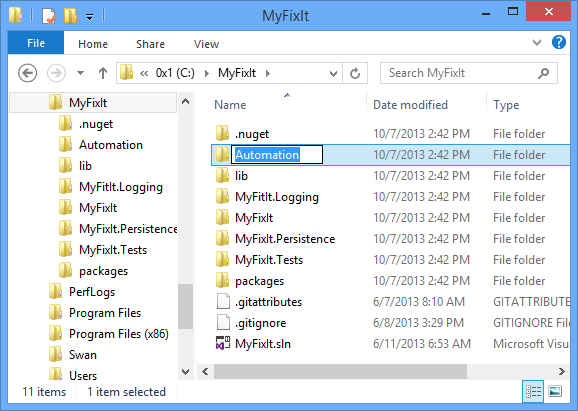 MyFixIt
File Home Share View
0x1 (C:) MyFixIt Search MyFixIt
MyFixIt
.nuget
Automation
lib
MyFitIt.Logging
MyFixIt
MyFixIt.Persistence
MyFixIt.Tests
packages
PerfLogs
Program Files
Program Files (x86)
Swan
Users
Name Date modified Type
.nuget 10/7/2013 2:42 PM File folder
Automation 10/7/2013 2:42 PM File folder
lib 10/7/2013 2:42 PM File folder
MyFitIt.Logging 10/7/2013 2:42 PM File folder
MyFixIt 10/7/2013 2:42 PM File folder
MyFixIt.Persistence 10/7/2013 2:42 PM File folder
MyFixIt.Tests 10/7/2013 2:42 PM File folder
packages 10/7/2013 2:42 PM File folder
.gitattributes 6/7/2013 8:10 AM GITATTRIBUTE
.gitignore 6/8/2013 3:29 PM GITIGNORE Fil
MyFixIt.sln 6/11/2013 6:53 AM Microsoft Visua
11 items 1 item selected